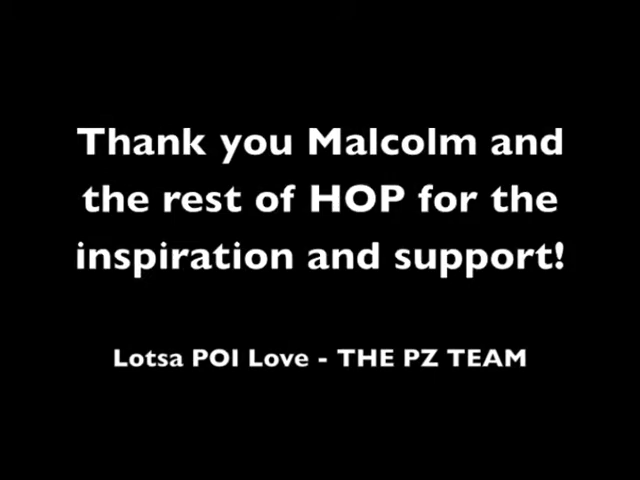 Thank you Malcolm and
the rest of HOP for the
inspiration and support!
Lotsa POI Love - THE PZ TEAM